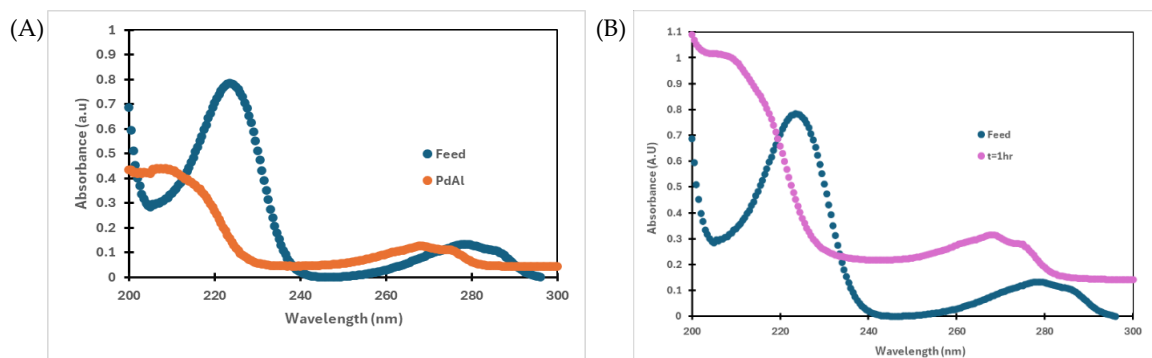 (A)
1
0.9
0.8
0.7
0.6
0.5
0.4
0.3
0.2
0.1
0
200 220 240 260 280 300
Absorbance (a.u)
Wavelength (nm)
Feed
PdAl
(B)
1.1
1
0.9
0.8
0.7
0.6
0.5
0.4
0.3
0.2
0.1
0
200 220 240 260 280 300
Absorbance (A.U)
Wavelength (nm)
Feed
t=1hr